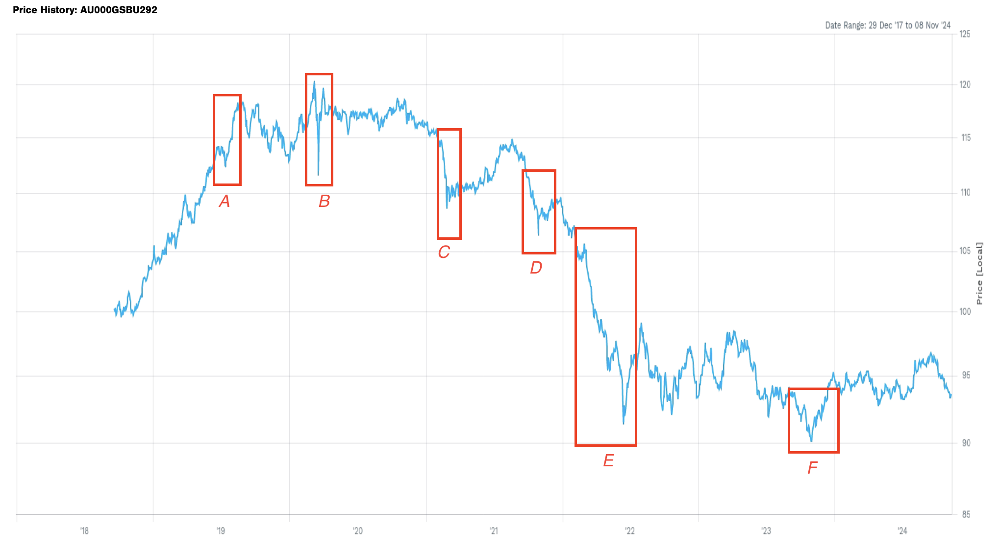 Price History: AU000GSBU292
Date Range: 29 Dec '17 to 08 Nov '24
125
120
115
110
105
100
95
90
85
Price [Local]
A
B
C
D
E
F
'18
'19
'20
'21
'22
'23
'24